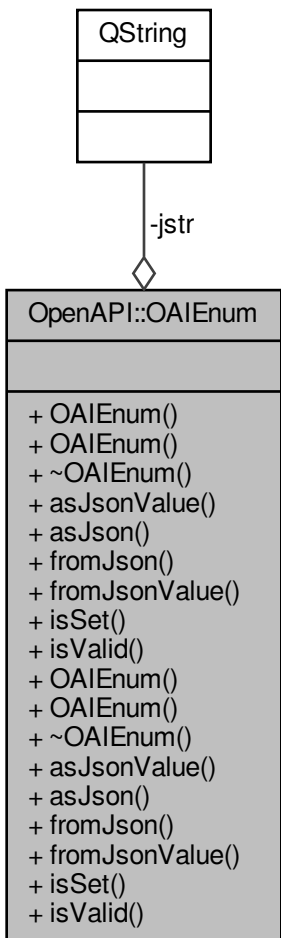 QString
-jstr
OpenAPI::OAIEnum
+ OAIEnum()
+ OAIEnum()
+ ~OAIEnum()
+ asJsonValue()
+ asJson()
+ fromJson()
+ fromJsonValue()
+ isSet()
+ isValid()
+ OAIEnum()
+ OAIEnum()
+ ~OAIEnum()
+ asJsonValue()
+ asJson()
+ fromJson()
+ fromJsonValue()
+ isSet()
+ isValid()